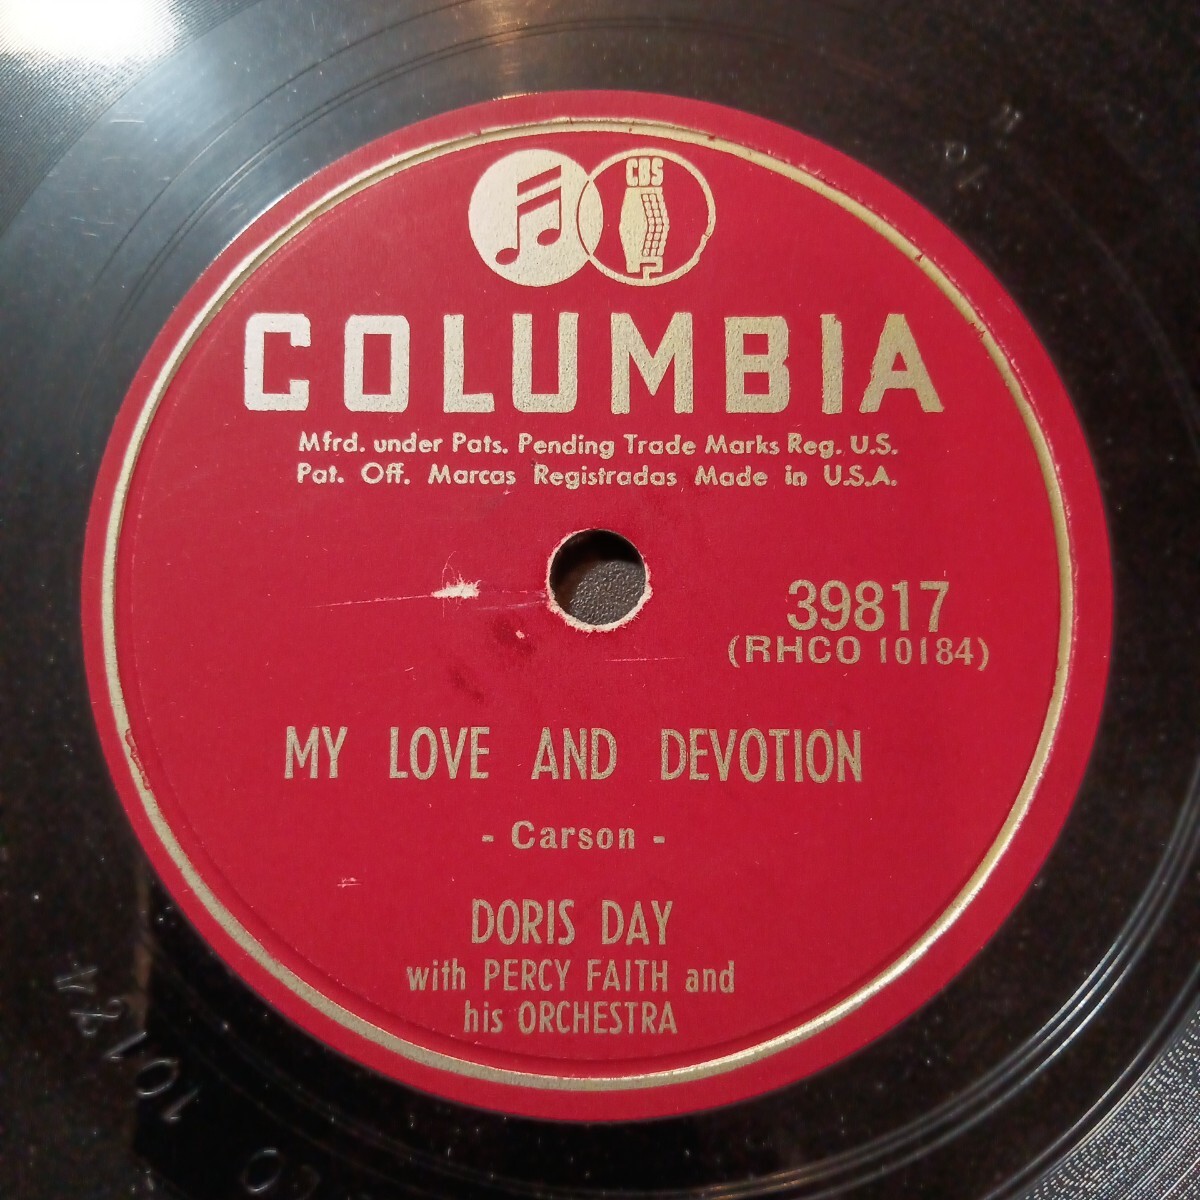 CBS
COLUMBIA
Mfrd. under Pats. Pending Trade Marks Reg. U.S.
Pat. Off. Marcas Registradas Made in U.S.A.
39817
(RHCO 10184)
MY LOVE AND DEVOTION
- Carson -
DORIS DAY
with PERCY FAITH and
his ORCHESTRA